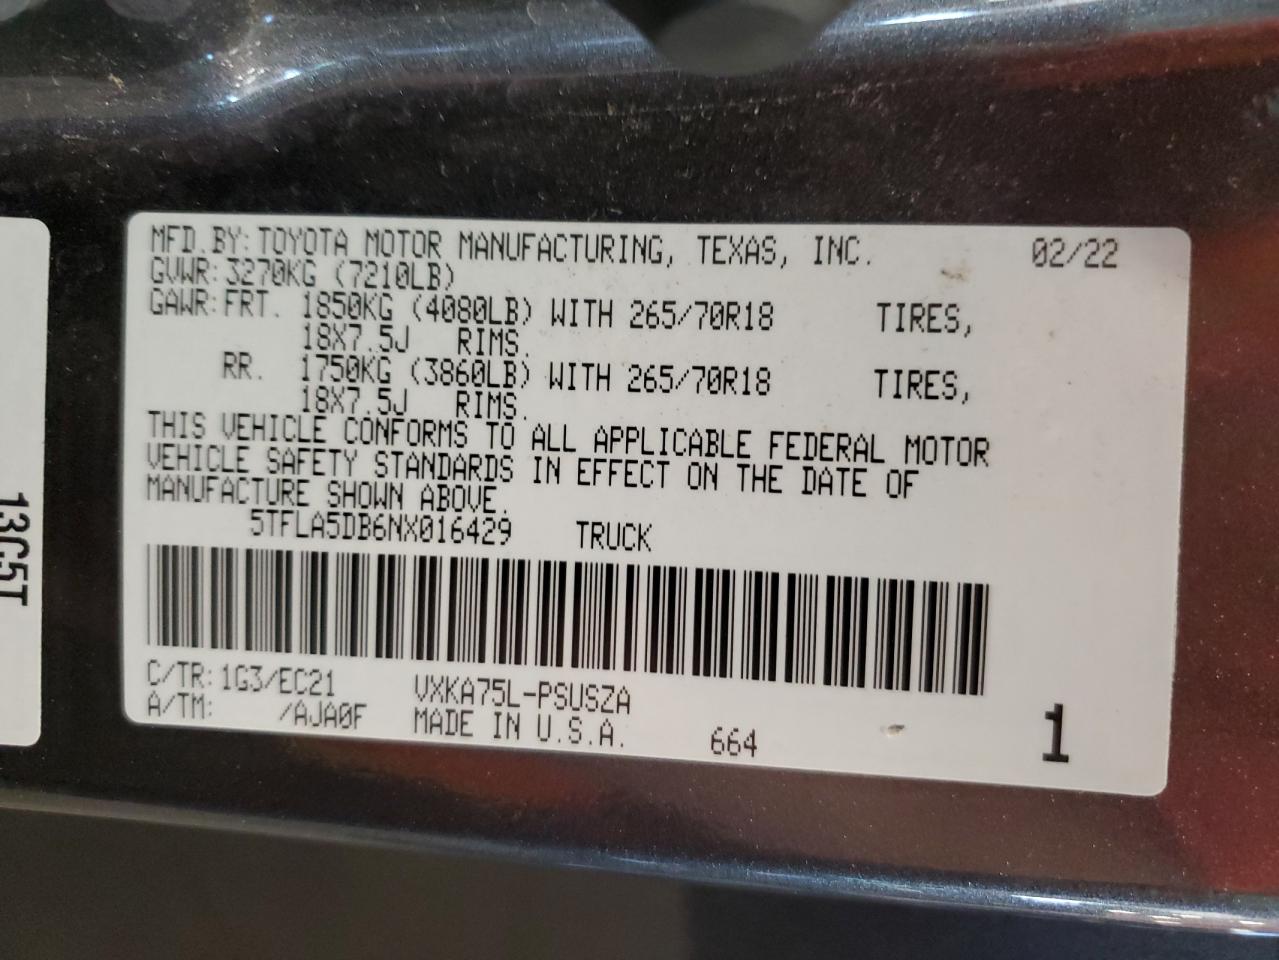 MFD. BY: TOYOTA MOTOR MANUFACTURING, TEXAS, INC. 02/22
GVWR: 3270KG (7210LB)
GAWR: FRT. 1850KG (4080LB) WITH 265/70R18 TIRES,
18X7.5J RIMS.
RR. 1750KG (3860LB) WITH 265/70R18 TIRES,
18X7.5J RIMS.
THIS VEHICLE CONFORMS TO ALL APPLICABLE FEDERAL MOTOR
VEHICLE SAFETY STANDARDS IN EFFECT ON THE DATE OF
MANUFACTURE SHOWN ABOVE.
5TFLA5DB6NX016429 TRUCK
C/TR: 1G3/EC21 VXKA75L-PSUSZA
A/TM: /AJA0F MADE IN U.S.A. 664 1
13G5T